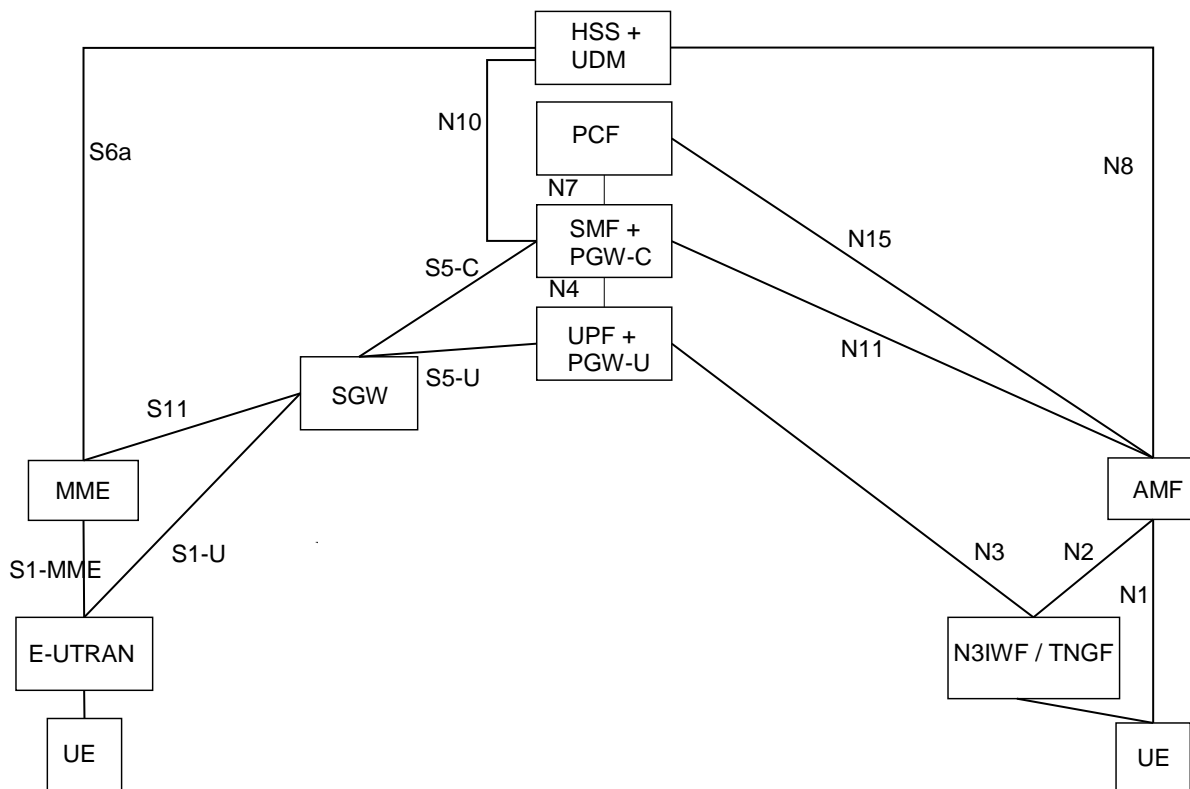 HSS +
UDM
N10
PCF
S6a
N8
N7
SMF +
PGW-C
N15
S5-C
N4
UPF +
PGW-U
N11
S5-U
SGW
S11
MME
AMF
S1-U
N3
N2
S1-MME
N1
E-UTRAN
N3IWF / TNGF
UE
UE